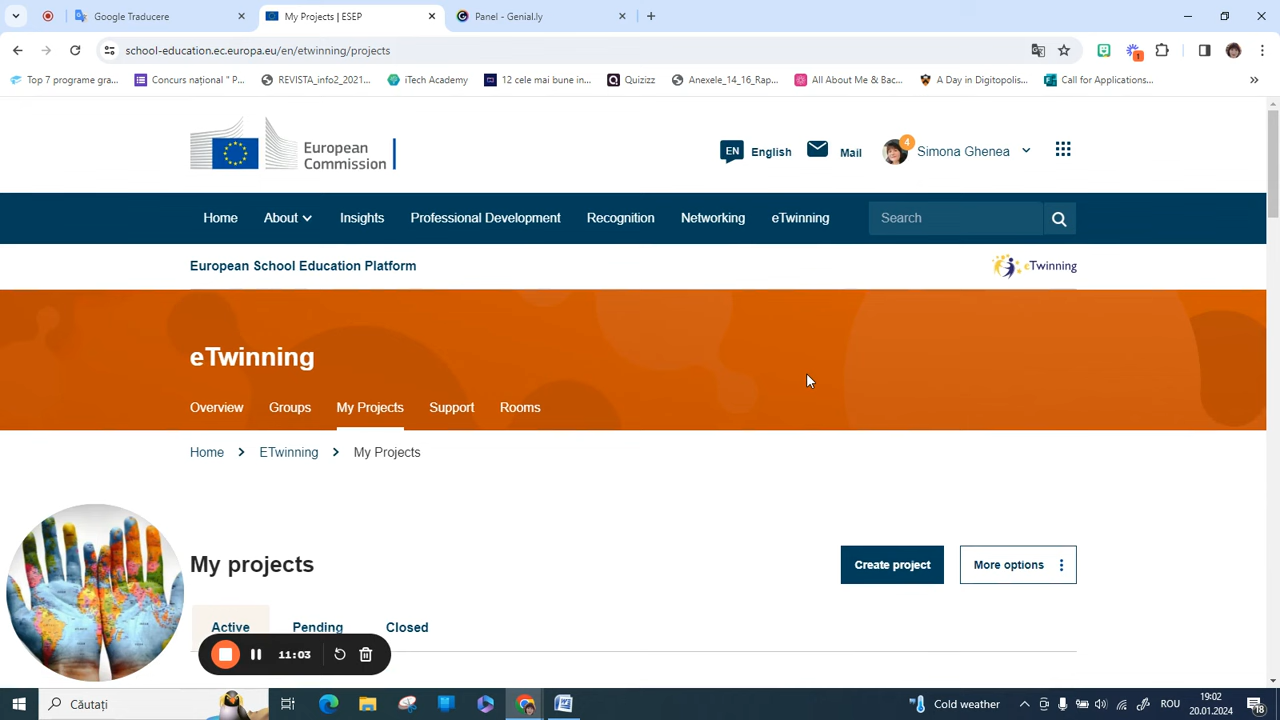 Google Traducere
My Projects | ESEP
Panel - Genial.ly
school-education.ec.europa.eu/en/etwinning/projects
Top 7 programe gra...
Concurs national " P...
REVISTA_info2_2021...
iTech Academy
12 cele mai bune in...
Quizizz
Anexele_14_16_Rap...
All About Me & Bac...
A Day in Digitopolis...
Call for Applications...
European
Commission
EN English
Mail
4
Simona Ghenea
Home
About
Insights
Professional Development
Recognition
Networking
eTwinning
Search
European School Education Platform
eTwinning
eTwinning
Overview
Groups
My Projects
Support
Rooms
Home > ETwinning > My Projects
My projects
Create project
More options
Active
Pending
Closed
11:03
Căutați
Cold weather
ROU
19:02
20.01.2024
18